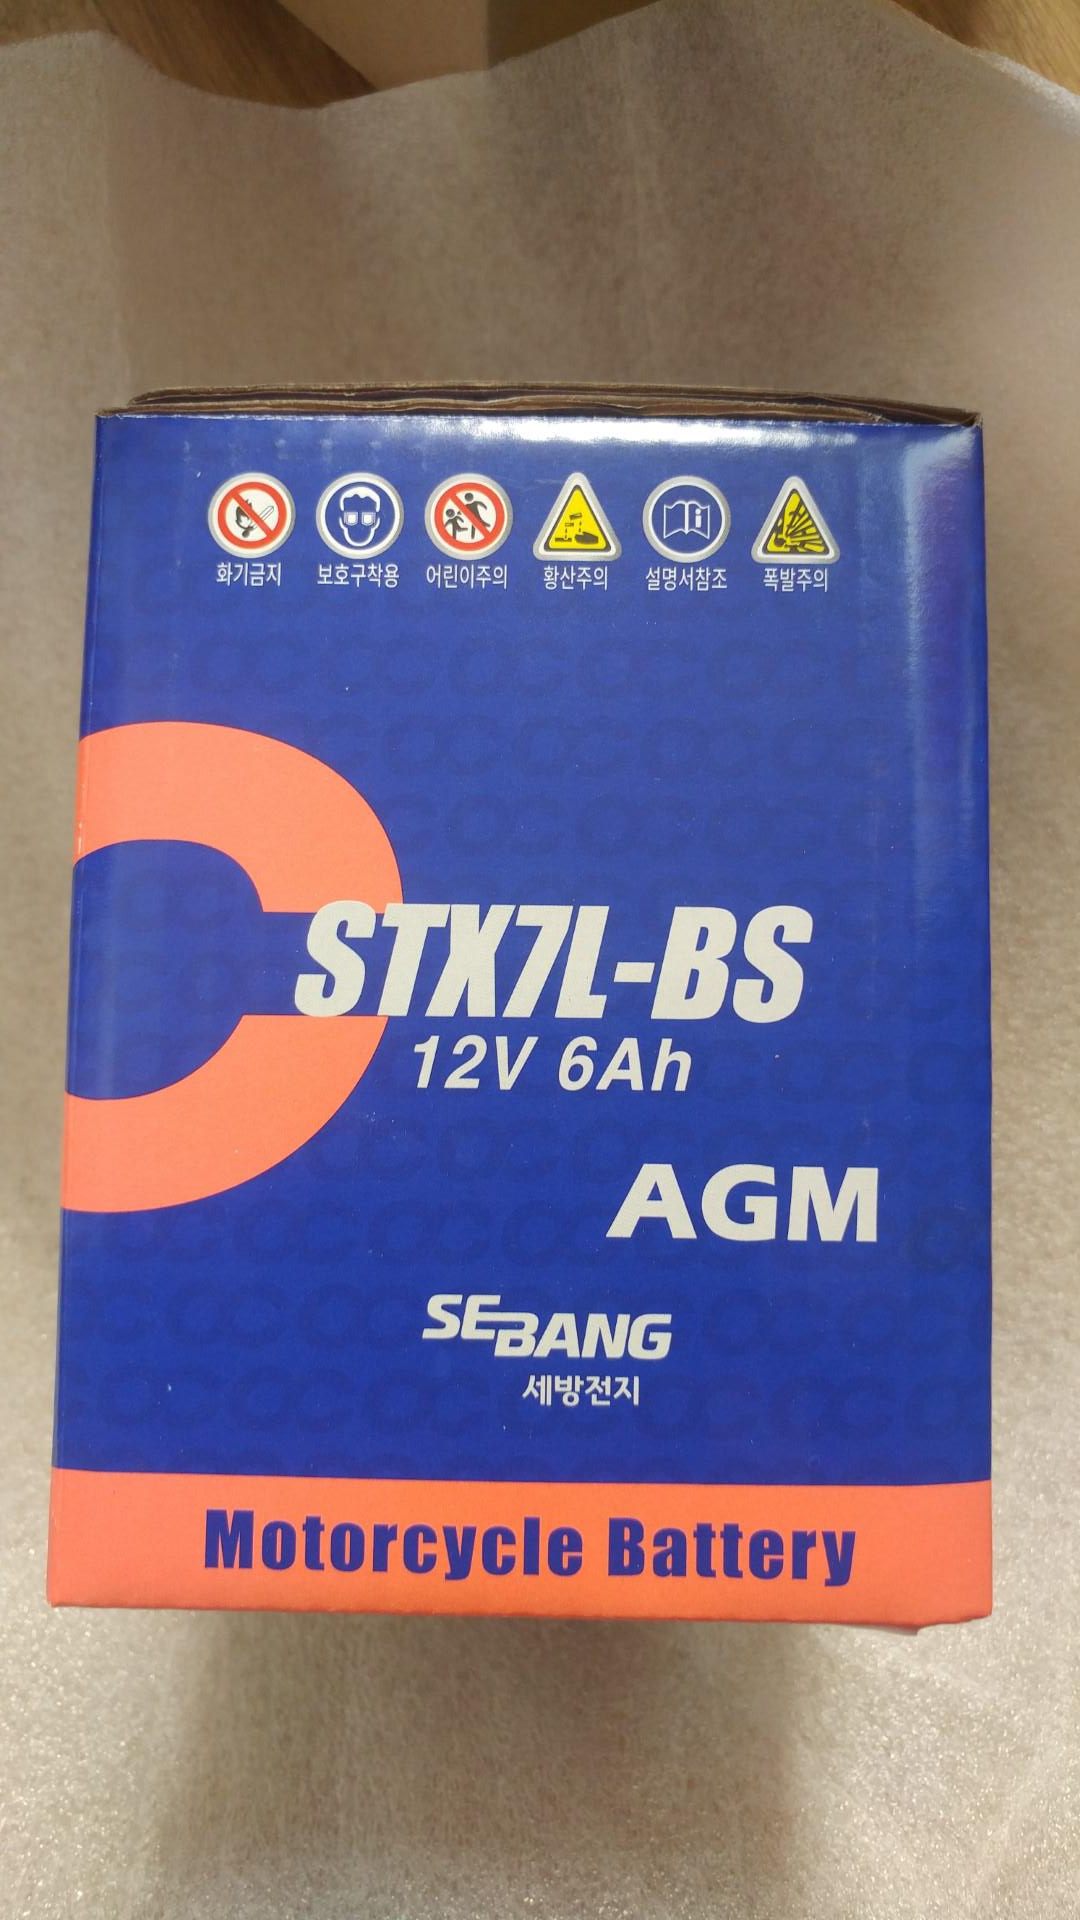 화기금지 보호구착용 어린이주의 황산주의 설명서참조 폭발주의
STX7L-BS
12V 6Ah
AGM
SEBANG
세방전지
Motorcycle Battery